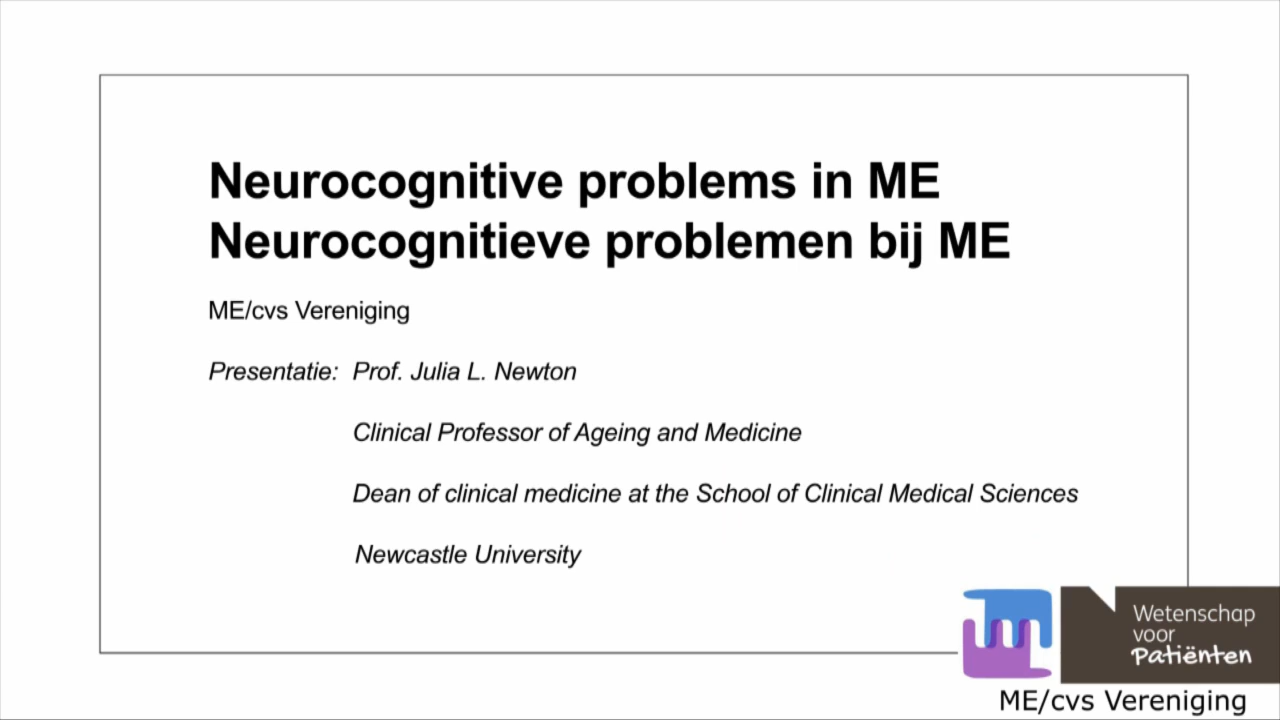 Neurocognitive problems in ME
Neurocognitieve problemen bij ME
ME/cvs Vereniging
Presentatie: Prof. Julia L. Newton
Clinical Professor of Ageing and Medicine
Dean of clinical medicine at the School of Clinical Medical Sciences
Newcastle University
Wetenschap
voor
Patiënten
ME/cvs Vereniging